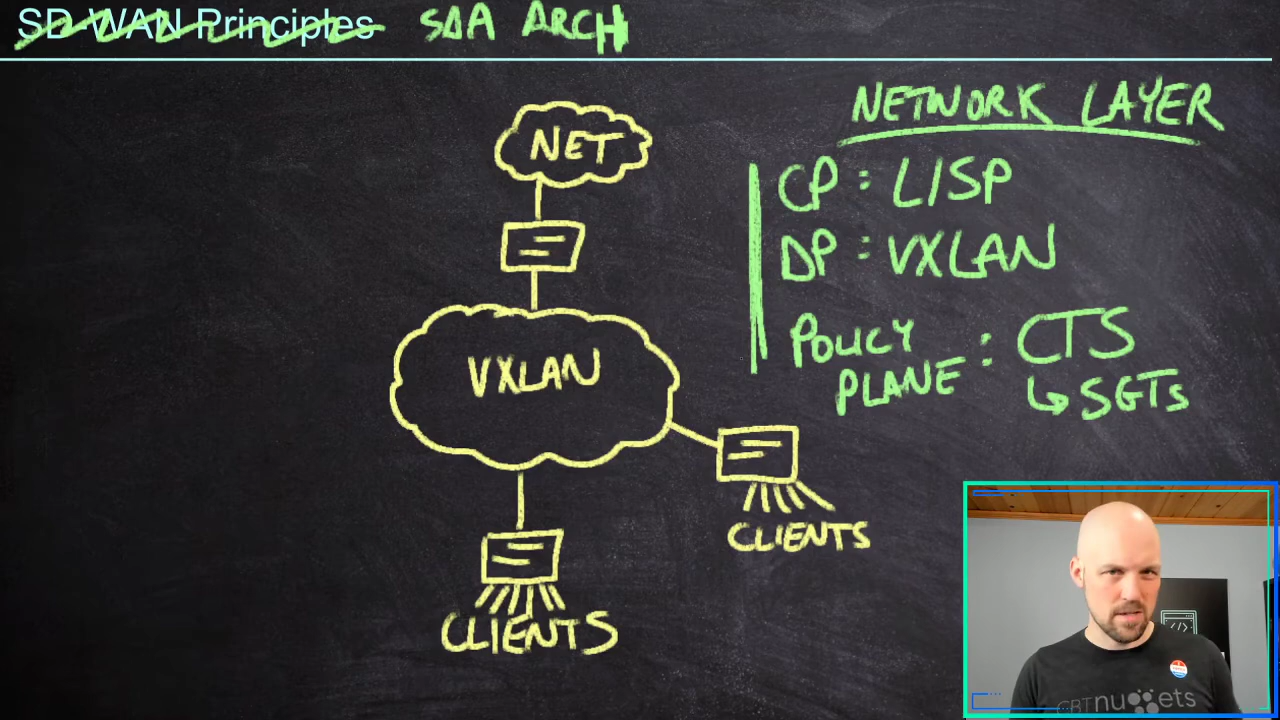 SD-WAN Principles SDA ARCH
NETWORK LAYER
NET
CP : LISP
DP : VXLAN
POLICY
PLANE : CTS
↳ SGTs
VXLAN
CLIENTS
CLIENTS
CBTnuggets